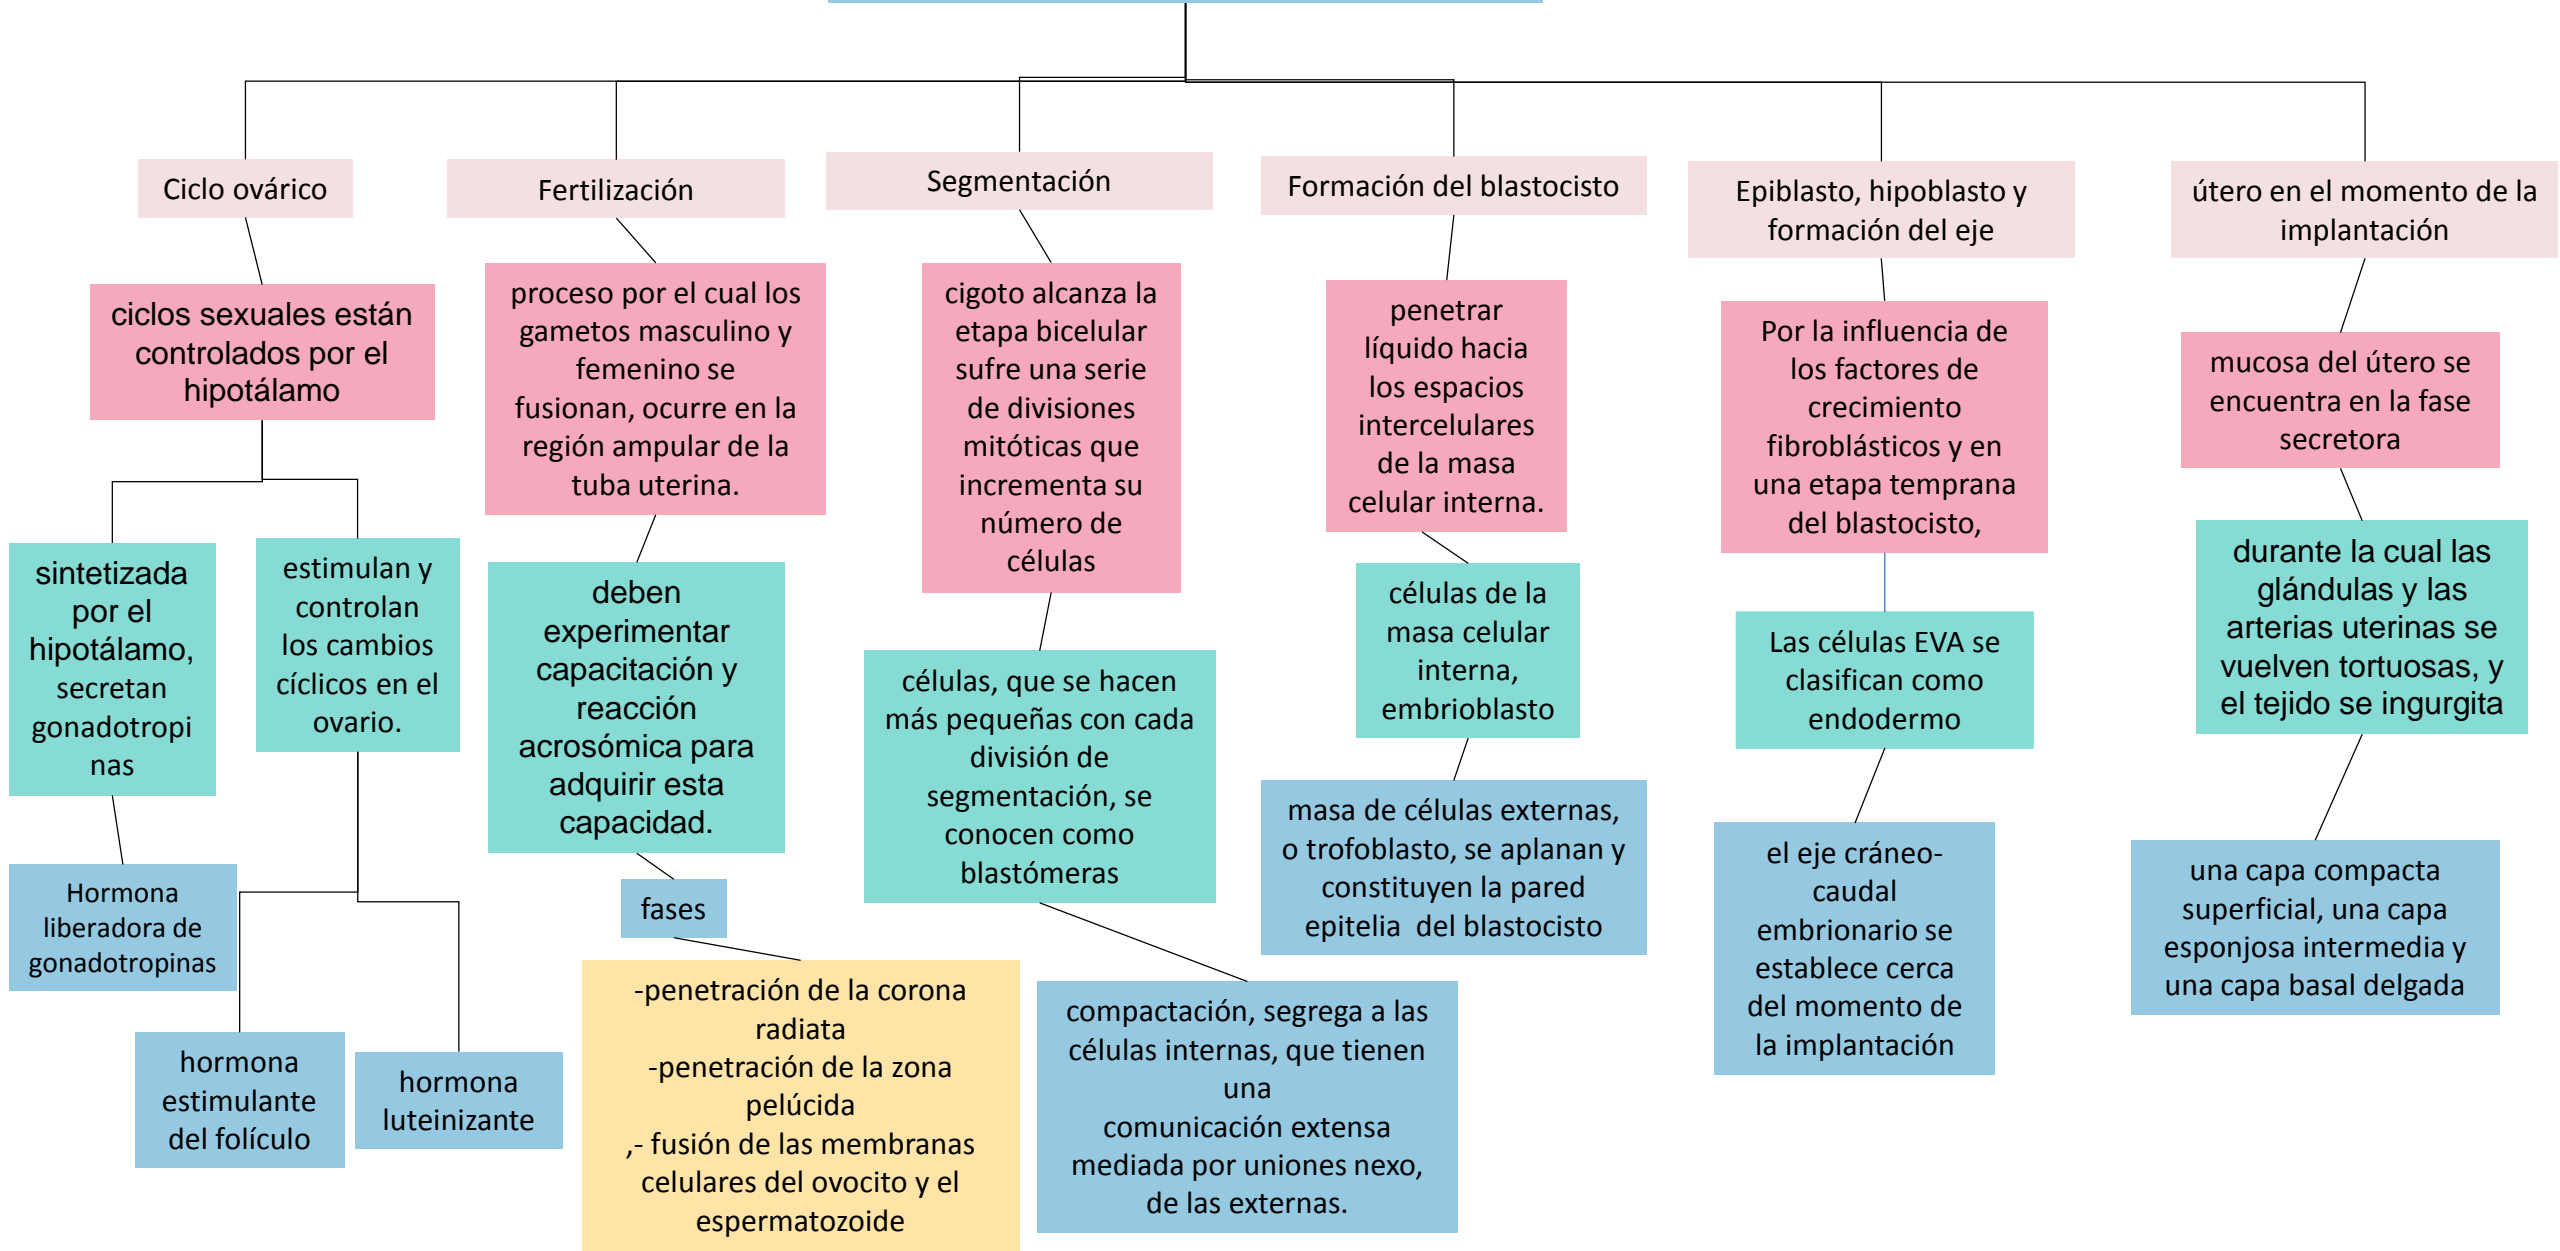 Ciclo ovárico
Fertilización
Segmentación
Formación del blastocisto
Epiblasto, hipoblasto y
formación del eje
útero en el momento de la
implantación
ciclos sexuales están
controlados por el
hipotálamo
proceso por el cual los
gametos masculino y
femenino se
fusionan, ocurre en la
región ampular de la
tuba uterina.
cigoto alcanza la
etapa bicelular
sufre una serie
de divisiones
mitóticas que
incrementa su
número de
células
penetrar
líquido hacia
los espacios
intercelulares
de la masa
celular interna.
Por la influencia de
los factores de
crecimiento
fibroblásticos y en
una etapa temprana
del blastocisto,
mucosa del útero se
encuentra en la fase
secretora
sintetizada
por el
hipotálamo,
secretan
gonadotropi
nas
estimulan y
controlan
los cambios
cíclicos en el
ovario.
deben
experimentar
capacitación y
reacción
acrosómica para
adquirir esta
capacidad.
células, que se hacen
más pequeñas con cada
división de
segmentación, se
conocen como
blastómeras
células de la
masa celular
interna,
embrioblasto
Las células EVA se
clasifican como
endodermo
durante la cual las
glándulas y las
arterias uterinas se
vuelven tortuosas, y
el tejido se ingurgita
Hormona
liberadora de
gonadotropinas
hormona
estimulante
del folículo
hormona
luteinizante
fases
-penetración de la corona
radiata
-penetración de la zona
pelúcida
,- fusión de las membranas
celulares del ovocito y el
espermatozoide
compactación, segrega a las
células internas, que tienen
una
comunicación extensa
mediada por uniones nexo,
de las externas.
masa de células externas,
o trofoblasto, se aplanan y
constituyen la pared
epitelia  del blastocisto
el eje cráneo-
caudal
embrionario se
establece cerca
del momento de
la implantación
una capa compacta
superficial, una capa
esponjosa intermedia y
una capa basal delgada